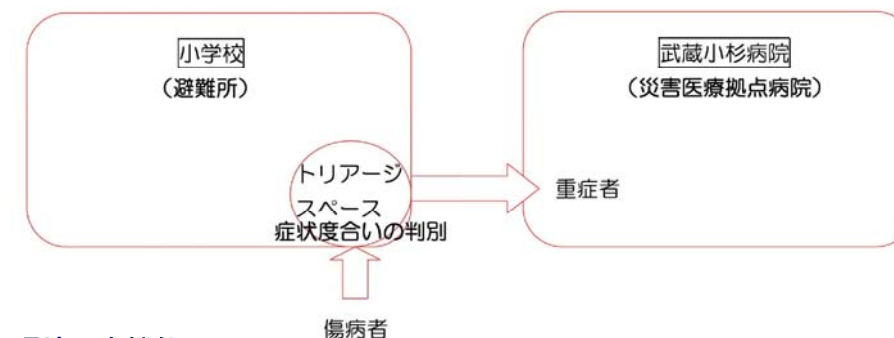 小学校
（避難所）
武蔵小杉病院
（災害医療拠点病院）
トリアージ
スペース
症状度合いの判別
重症者
傷病者